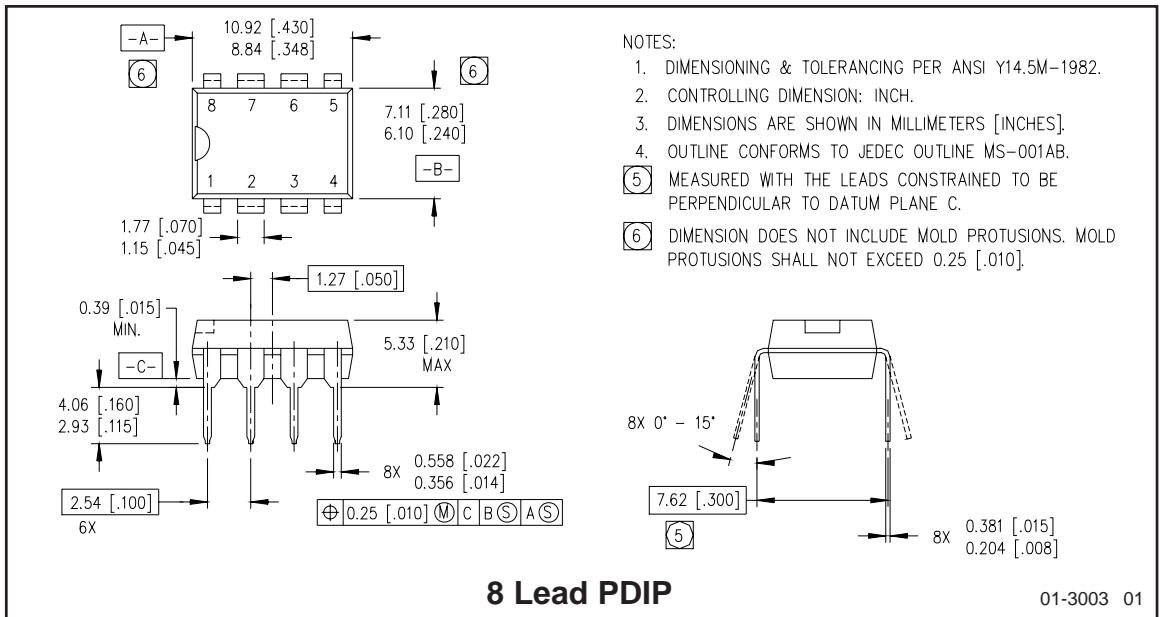 -A-
10.92 [.430]
8.84 [.348]
6
6
8 7 6 5
1 2 3 4
7.11 [.280]
6.10 [.240]
-B-
1.77 [.070]
1.15 [.045]
1.27 [.050]
0.39 [.015]
MIN.
-C-
5.33 [.210]
MAX
4.06 [.160]
2.93 [.115]
2.54 [.100]
6X
8X 0.558 [.022]
0.356 [.014]
⌖ 0.25 [.010] Ⓜ C B Ⓢ A Ⓢ
NOTES:
1. DIMENSIONING & TOLERANCING PER ANSI Y14.5M-1982.
2. CONTROLLING DIMENSION: INCH.
3. DIMENSIONS ARE SHOWN IN MILLIMETERS [INCHES].
4. OUTLINE CONFORMS TO JEDEC OUTLINE MS-001AB.
5 MEASURED WITH THE LEADS CONSTRAINED TO BE
PERPENDICULAR TO DATUM PLANE C.
6 DIMENSION DOES NOT INCLUDE MOLD PROTUSIONS. MOLD
PROTUSIONS SHALL NOT EXCEED 0.25 [.010].
8X 0° - 15°
7.62 [.300]
5
8X 0.381 [.015]
0.204 [.008]
8 Lead PDIP
01-3003 01